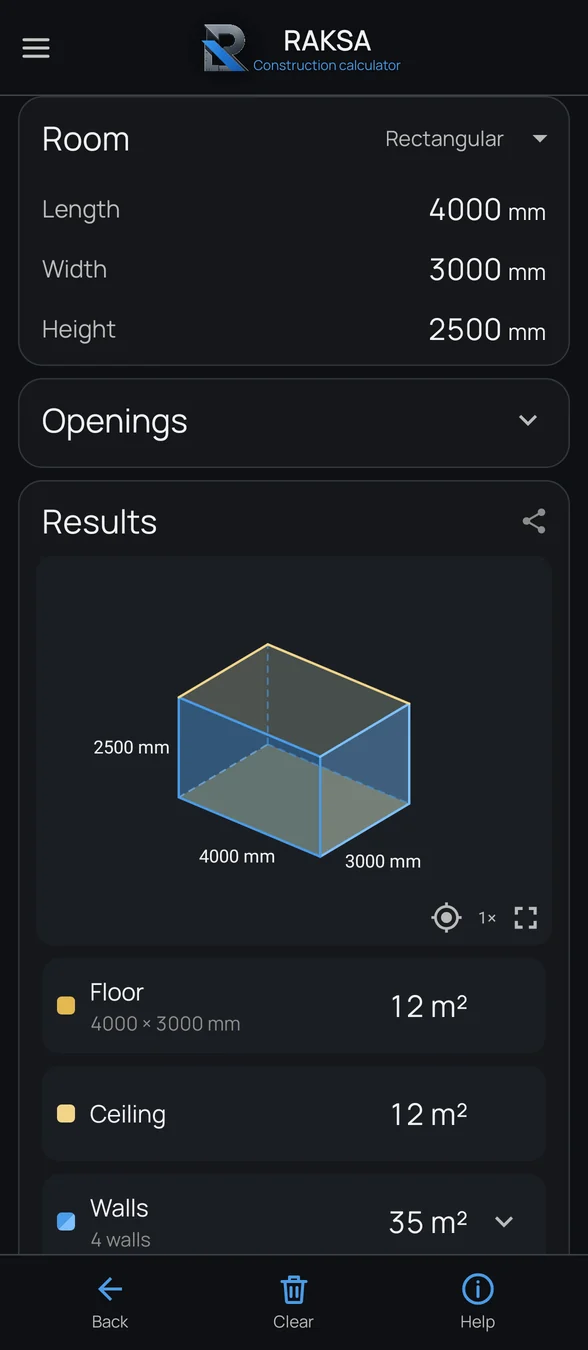 RAKSA
Construction calculator
Room
Rectangular
Length
4000 mm
Width
3000 mm
Height
2500 mm
Openings
Results
2500 mm
4000 mm
3000 mm
1×
Floor
4000 × 3000 mm
12 m²
Ceiling
12 m²
Walls
4 walls
35 m²
Back
Clear
Help